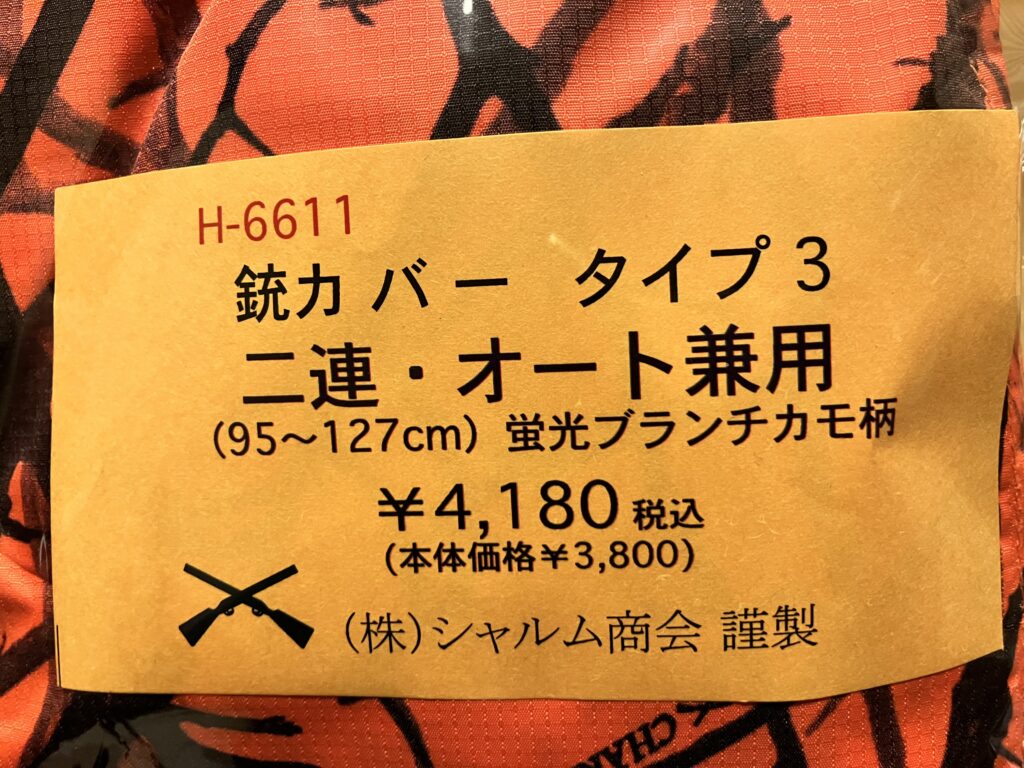 H-6611
銃カバー タイプ3
二連・オート兼用
（95～127cm）蛍光ブランチカモ柄
￥4,180 税込
（本体価格￥3,800）
（株）シャルム商会 謹製